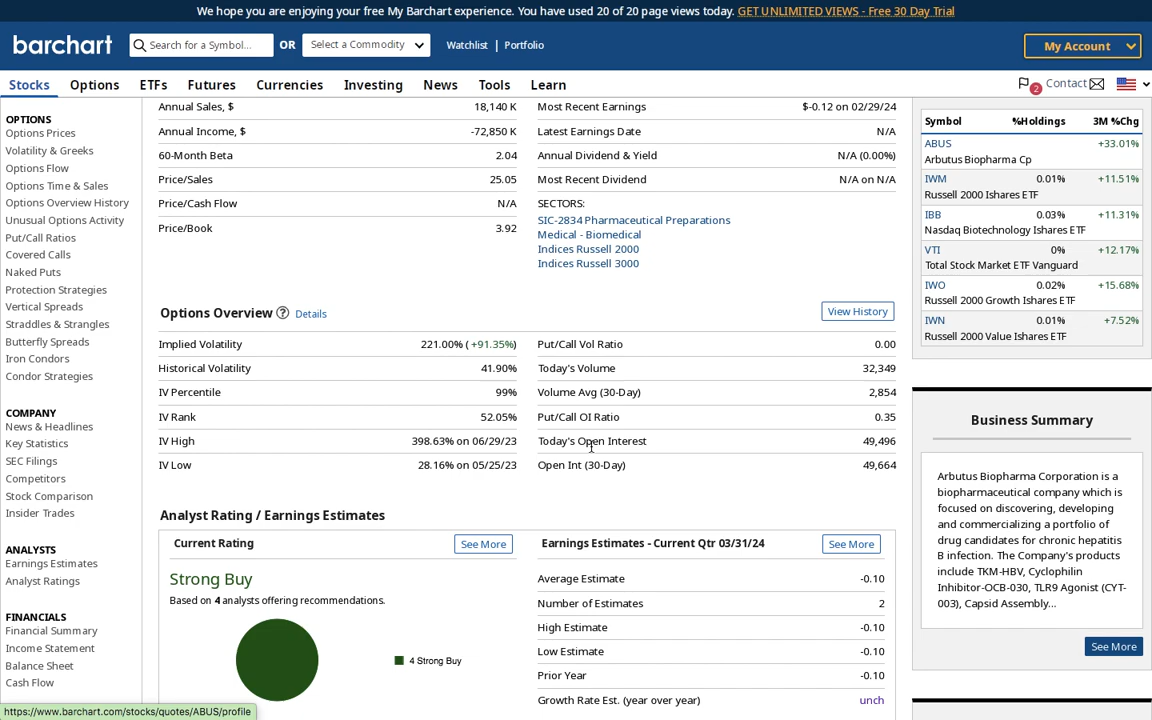 We hope you are enjoying your free My Barchart experience. You have used 20 of 20 page views today. GET UNLIMITED VIEWS - Free 30 Day Trial
barchart
Search for a Symbol...
OR
Select a Commodity
Watchlist | Portfolio
My Account
Stocks
Options
ETFs
Futures
Currencies
Investing
News
Tools
Learn
2
Contact
OPTIONS
Options Prices
Volatility & Greeks
Options Flow
Options Time & Sales
Options Overview History
Unusual Options Activity
Put/Call Ratios
Covered Calls
Naked Puts
Protection Strategies
Vertical Spreads
Straddles & Strangles
Butterfly Spreads
Iron Condors
Condor Strategies
COMPANY
News & Headlines
Key Statistics
SEC Filings
Competitors
Stock Comparison
Insider Trades
ANALYSTS
Earnings Estimates
Analyst Ratings
FINANCIALS
Financial Summary
Income Statement
Balance Sheet
Cash Flow
https://www.barchart.com/stocks/quotes/ABUS/profile
Annual Sales, $ 18,140 K
Annual Income, $ -72,850 K
60-Month Beta 2.04
Price/Sales 25.05
Price/Cash Flow N/A
Price/Book 3.92
Most Recent Earnings $-0.12 on 02/29/24
Latest Earnings Date N/A
Annual Dividend & Yield N/A (0.00%)
Most Recent Dividend N/A on N/A
SECTORS:
SIC-2834 Pharmaceutical Preparations
Medical - Biomedical
Indices Russell 2000
Indices Russell 3000
Options Overview ? Details
View History
Implied Volatility 221.00% ( +91.35%)
Historical Volatility 41.90%
IV Percentile 99%
IV Rank 52.05%
IV High 398.63% on 06/29/23
IV Low 28.16% on 05/25/23
Put/Call Vol Ratio 0.00
Today's Volume 32,349
Volume Avg (30-Day) 2,854
Put/Call OI Ratio 0.35
Today's Open Interest 49,496
Open Int (30-Day) 49,664
Analyst Rating / Earnings Estimates
Current Rating
See More
Strong Buy
Based on 4 analysts offering recommendations.
4 Strong Buy
Earnings Estimates - Current Qtr 03/31/24
See More
Average Estimate -0.10
Number of Estimates 2
High Estimate -0.10
Low Estimate -0.10
Prior Year -0.10
Growth Rate Est. (year over year) unch
Symbol %Holdings 3M %Chg
ABUS +33.01%
Arbutus Biopharma Cp
IWM 0.01% +11.51%
Russell 2000 Ishares ETF
IBB 0.03% +11.31%
Nasdaq Biotechnology Ishares ETF
VTI 0% +12.17%
Total Stock Market ETF Vanguard
IWO 0.02% +15.68%
Russell 2000 Growth Ishares ETF
IWN 0.01% +7.52%
Russell 2000 Value Ishares ETF
Business Summary
Arbutus Biopharma Corporation is a
biopharmaceutical company which is
focused on discovering, developing
and commercializing a portfolio of
drug candidates for chronic hepatitis
B infection. The Company's products
include TKM-HBV, Cyclophilin
Inhibitor-OCB-030, TLR9 Agonist (CYT-
003), Capsid Assembly...
See More